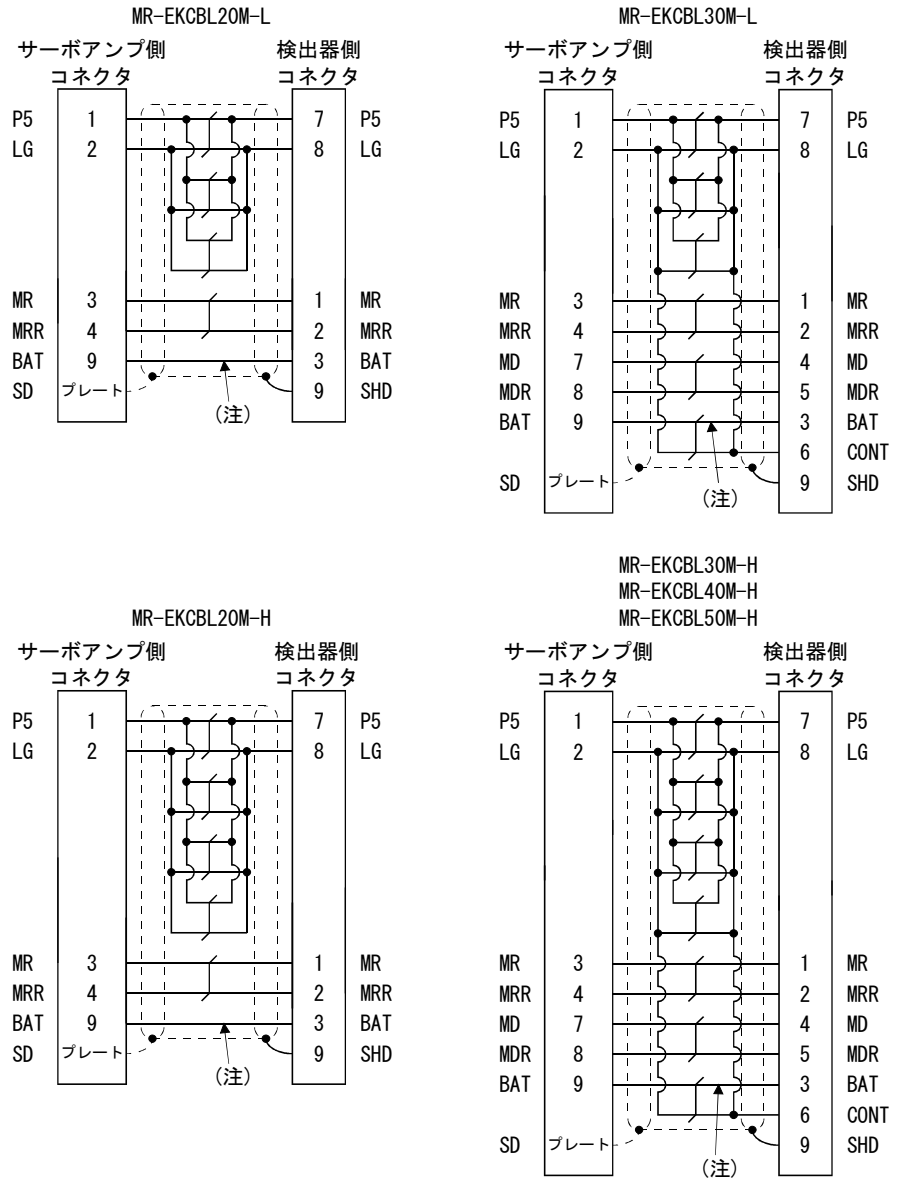 MR-EKCBL20M-L
サーボアンプ側 検出器側
コネクタ コネクタ
P5 1 7 P5
LG 2 8 LG
MR 3 1 MR
MRR 4 2 MRR
BAT 9 3 BAT
SD プレート 9 SHD
(注)
MR-EKCBL30M-L
サーボアンプ側 検出器側
コネクタ コネクタ
P5 1 7 P5
LG 2 8 LG
MR 3 1 MR
MRR 4 2 MRR
MD 7 4 MD
MDR 8 5 MDR
BAT 9 3 BAT
6 CONT
SD プレート 9 SHD
(注)
MR-EKCBL20M-H
サーボアンプ側 検出器側
コネクタ コネクタ
P5 1 7 P5
LG 2 8 LG
MR 3 1 MR
MRR 4 2 MRR
BAT 9 3 BAT
SD プレート 9 SHD
(注)
MR-EKCBL30M-H
MR-EKCBL40M-H
MR-EKCBL50M-H
サーボアンプ側 検出器側
コネクタ コネクタ
P5 1 7 P5
LG 2 8 LG
MR 3 1 MR
MRR 4 2 MRR
MD 7 4 MD
MDR 8 5 MDR
BAT 9 3 BAT
6 CONT
SD プレート 9 SHD
(注)